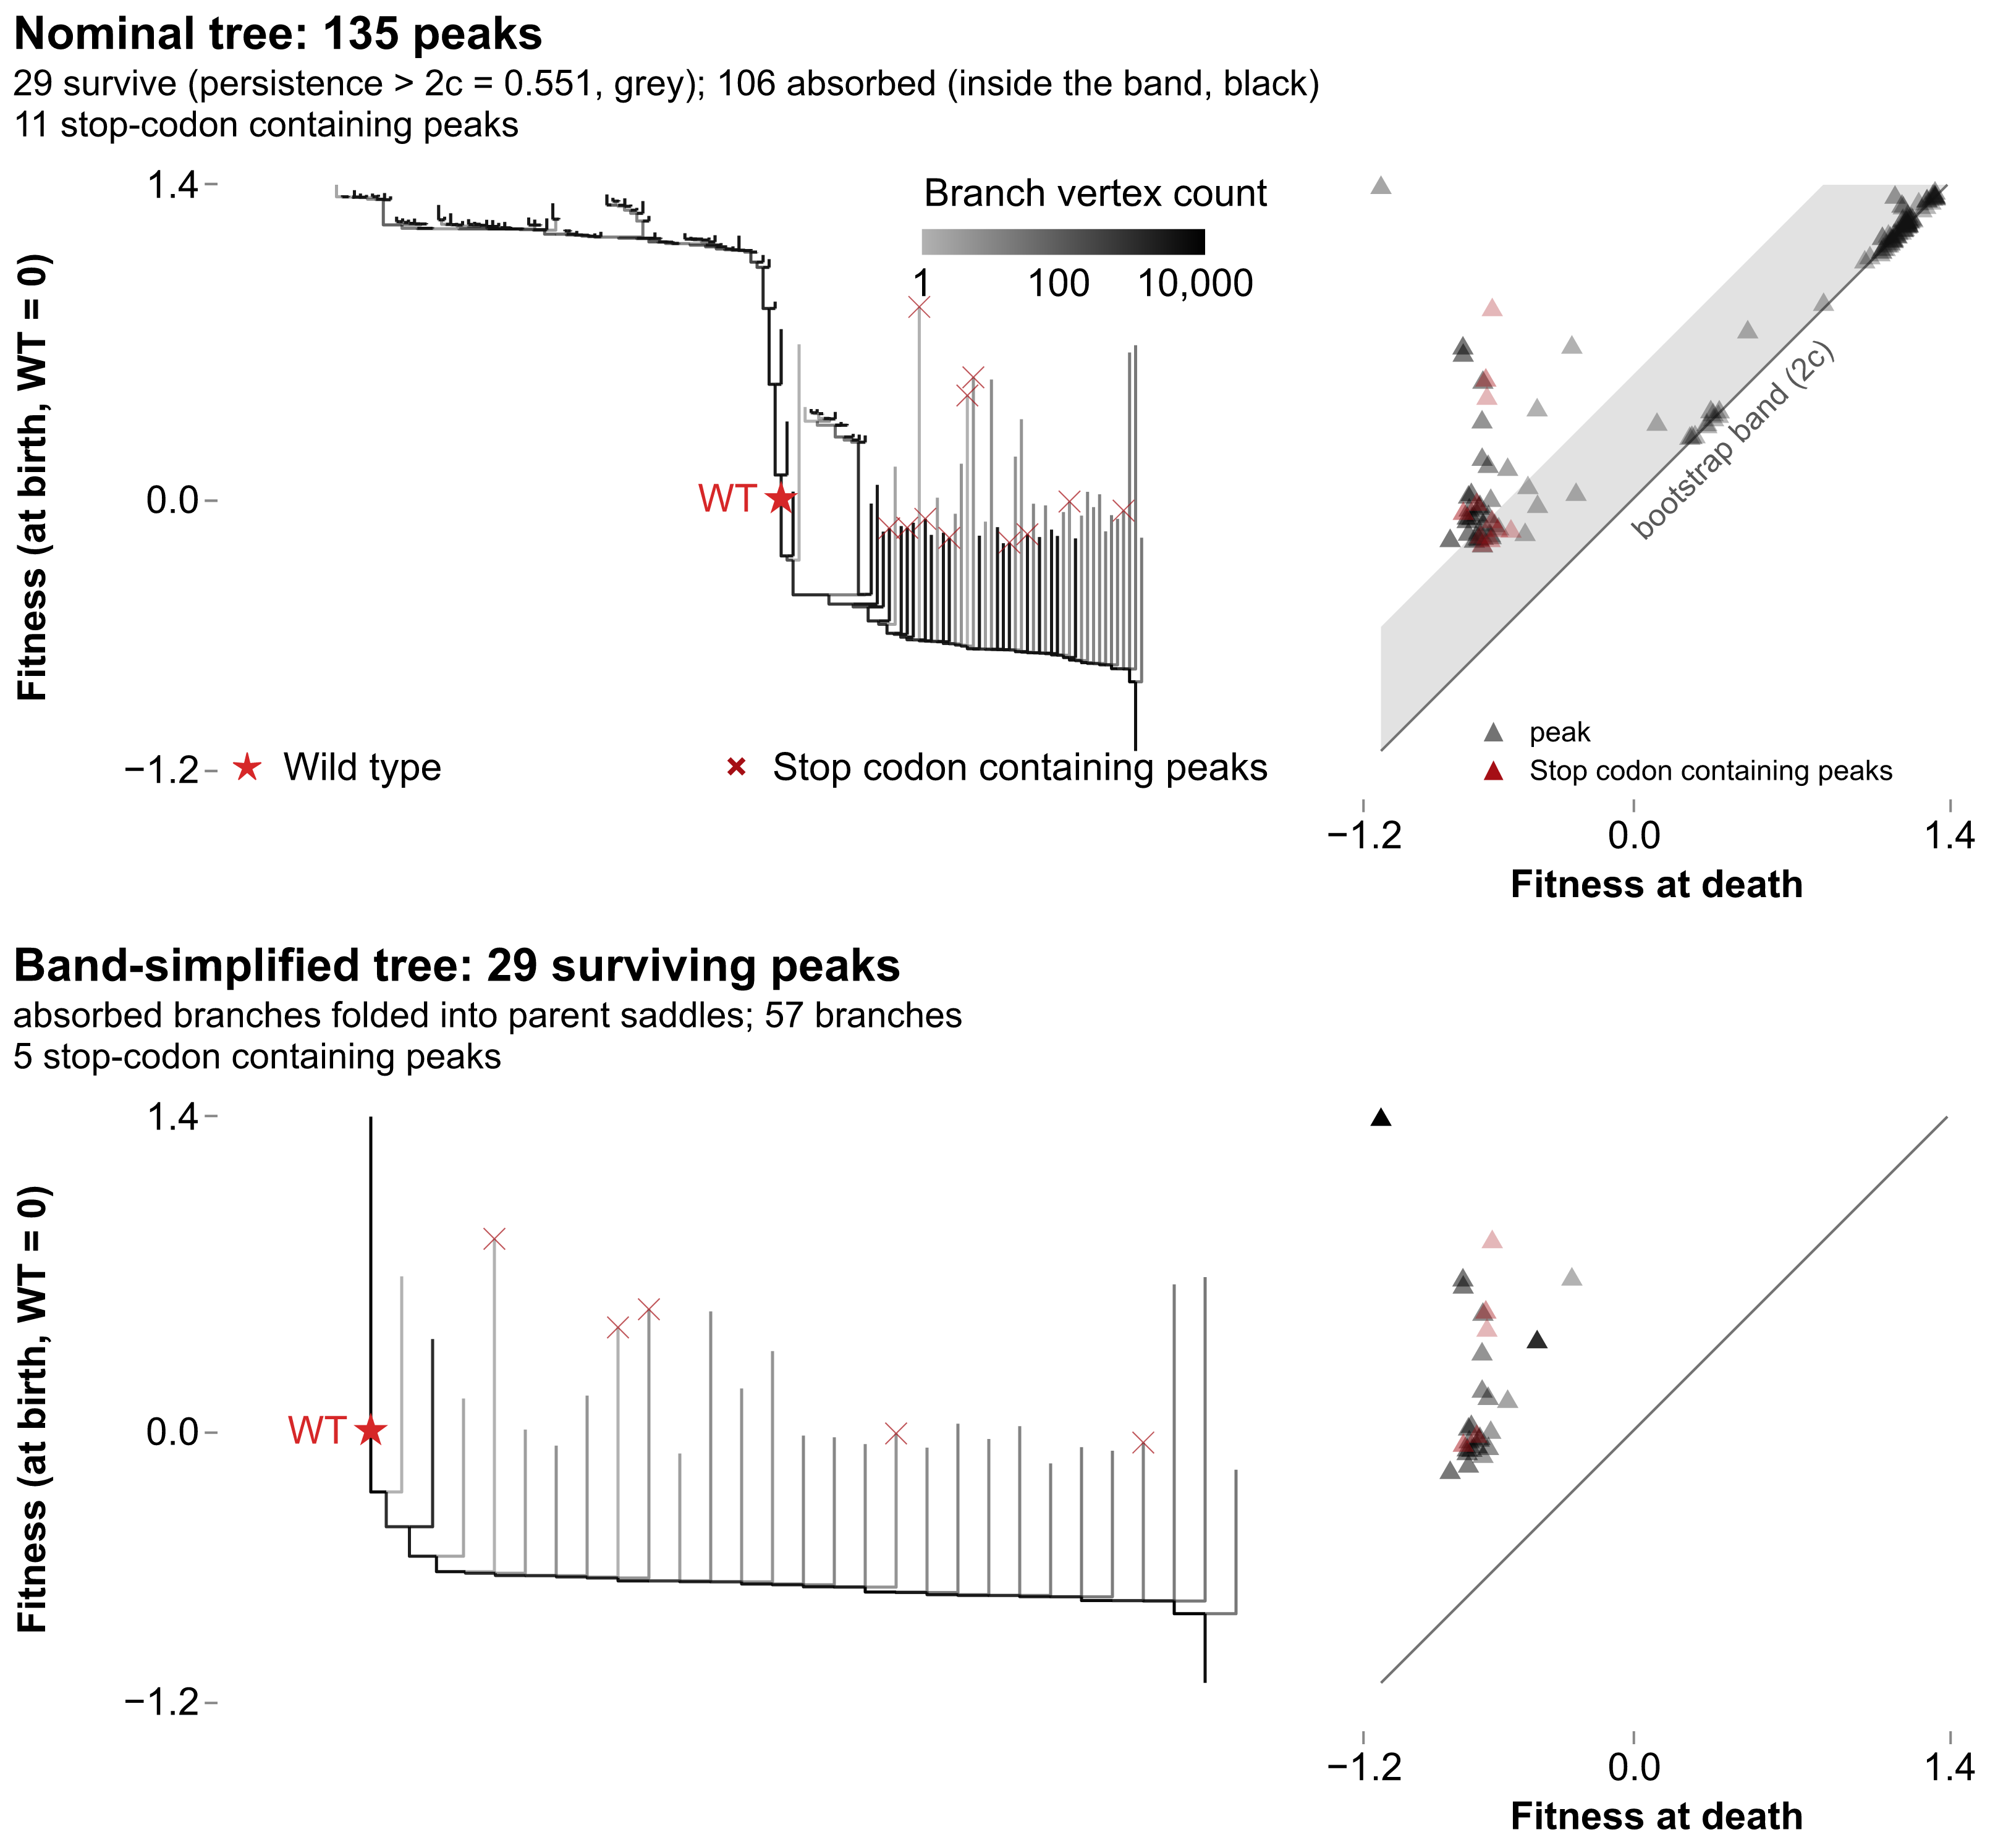 Nominal tree: 135 peaks
29 survive (persistence > 2c = 0.551, grey); 106 absorbed (inside the band, black)
11 stop-codon containing peaks
Fitness (at birth, WT = 0)
1.4
0.0
−1.2
Branch vertex count
1 100 10,000
WT
Wild type
Stop codon containing peaks
bootstrap band (2c)
peak
Stop codon containing peaks
−1.2 0.0 1.4
Fitness at death
Band-simplified tree: 29 surviving peaks
absorbed branches folded into parent saddles; 57 branches
5 stop-codon containing peaks
Fitness (at birth, WT = 0)
1.4
0.0
−1.2
WT
−1.2 0.0 1.4
Fitness at death